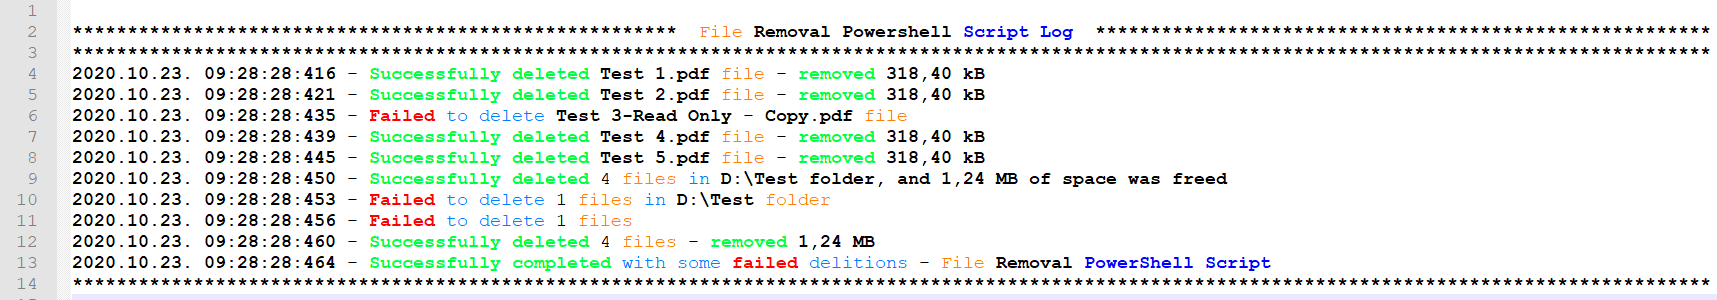 1
2 ******************************************************* File Removal Powershell Script Log ********************************************************
3 *****************************************************************************************************************************************************
4 2020.10.23. 09:28:28:416 - Successfully deleted Test 1.pdf file - removed 318,40 kB
5 2020.10.23. 09:28:28:421 - Successfully deleted Test 2.pdf file - removed 318,40 kB
6 2020.10.23. 09:28:28:435 - Failed to delete Test 3-Read Only - Copy.pdf file
7 2020.10.23. 09:28:28:439 - Successfully deleted Test 4.pdf file - removed 318,40 kB
8 2020.10.23. 09:28:28:445 - Successfully deleted Test 5.pdf file - removed 318,40 kB
9 2020.10.23. 09:28:28:450 - Successfully deleted 4 files in D:\Test folder, and 1,24 MB of space was freed
10 2020.10.23. 09:28:28:453 - Failed to delete 1 files in D:\Test folder
11 2020.10.23. 09:28:28:456 - Failed to delete 1 files
12 2020.10.23. 09:28:28:460 - Successfully deleted 4 files - removed 1,24 MB
13 2020.10.23. 09:28:28:464 - Successfully completed with some failed delitions - File Removal PowerShell Script
14 *****************************************************************************************************************************************************